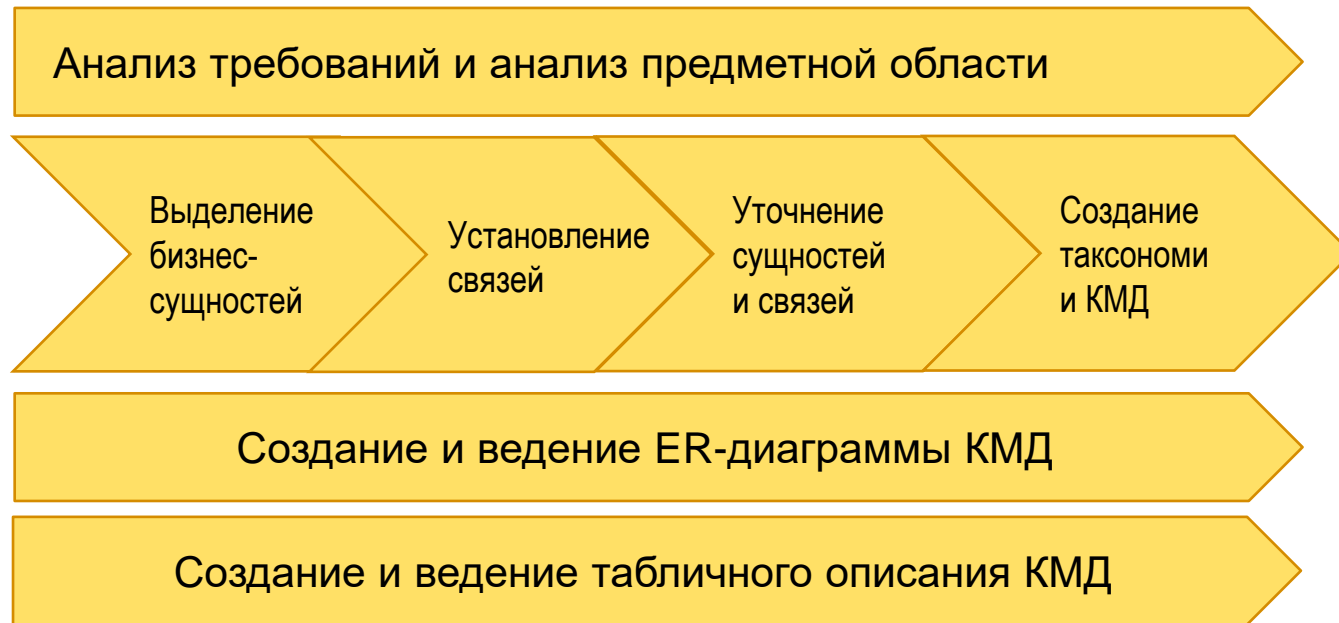 Анализ требований и анализ предметной области
Выделение
бизнес-
сущностей
Установление
связей
Уточнение
сущностей
и связей
Создание
таксономи
и КМД
Создание и ведение ER-диаграммы КМД
Создание и ведение табличного описания КМД